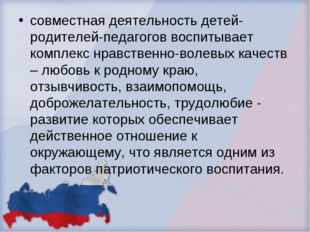 • совместная деятельность детей-
родителей-педагогов воспитывает
комплекс нравственно-волевых качеств
– любовь к родному краю,
отзывчивость, взаимопомощь,
доброжелательность, трудолюбие -
развитие которых обеспечивает
действенное отношение к
окружающему, что является одним из
факторов патриотического воспитания.